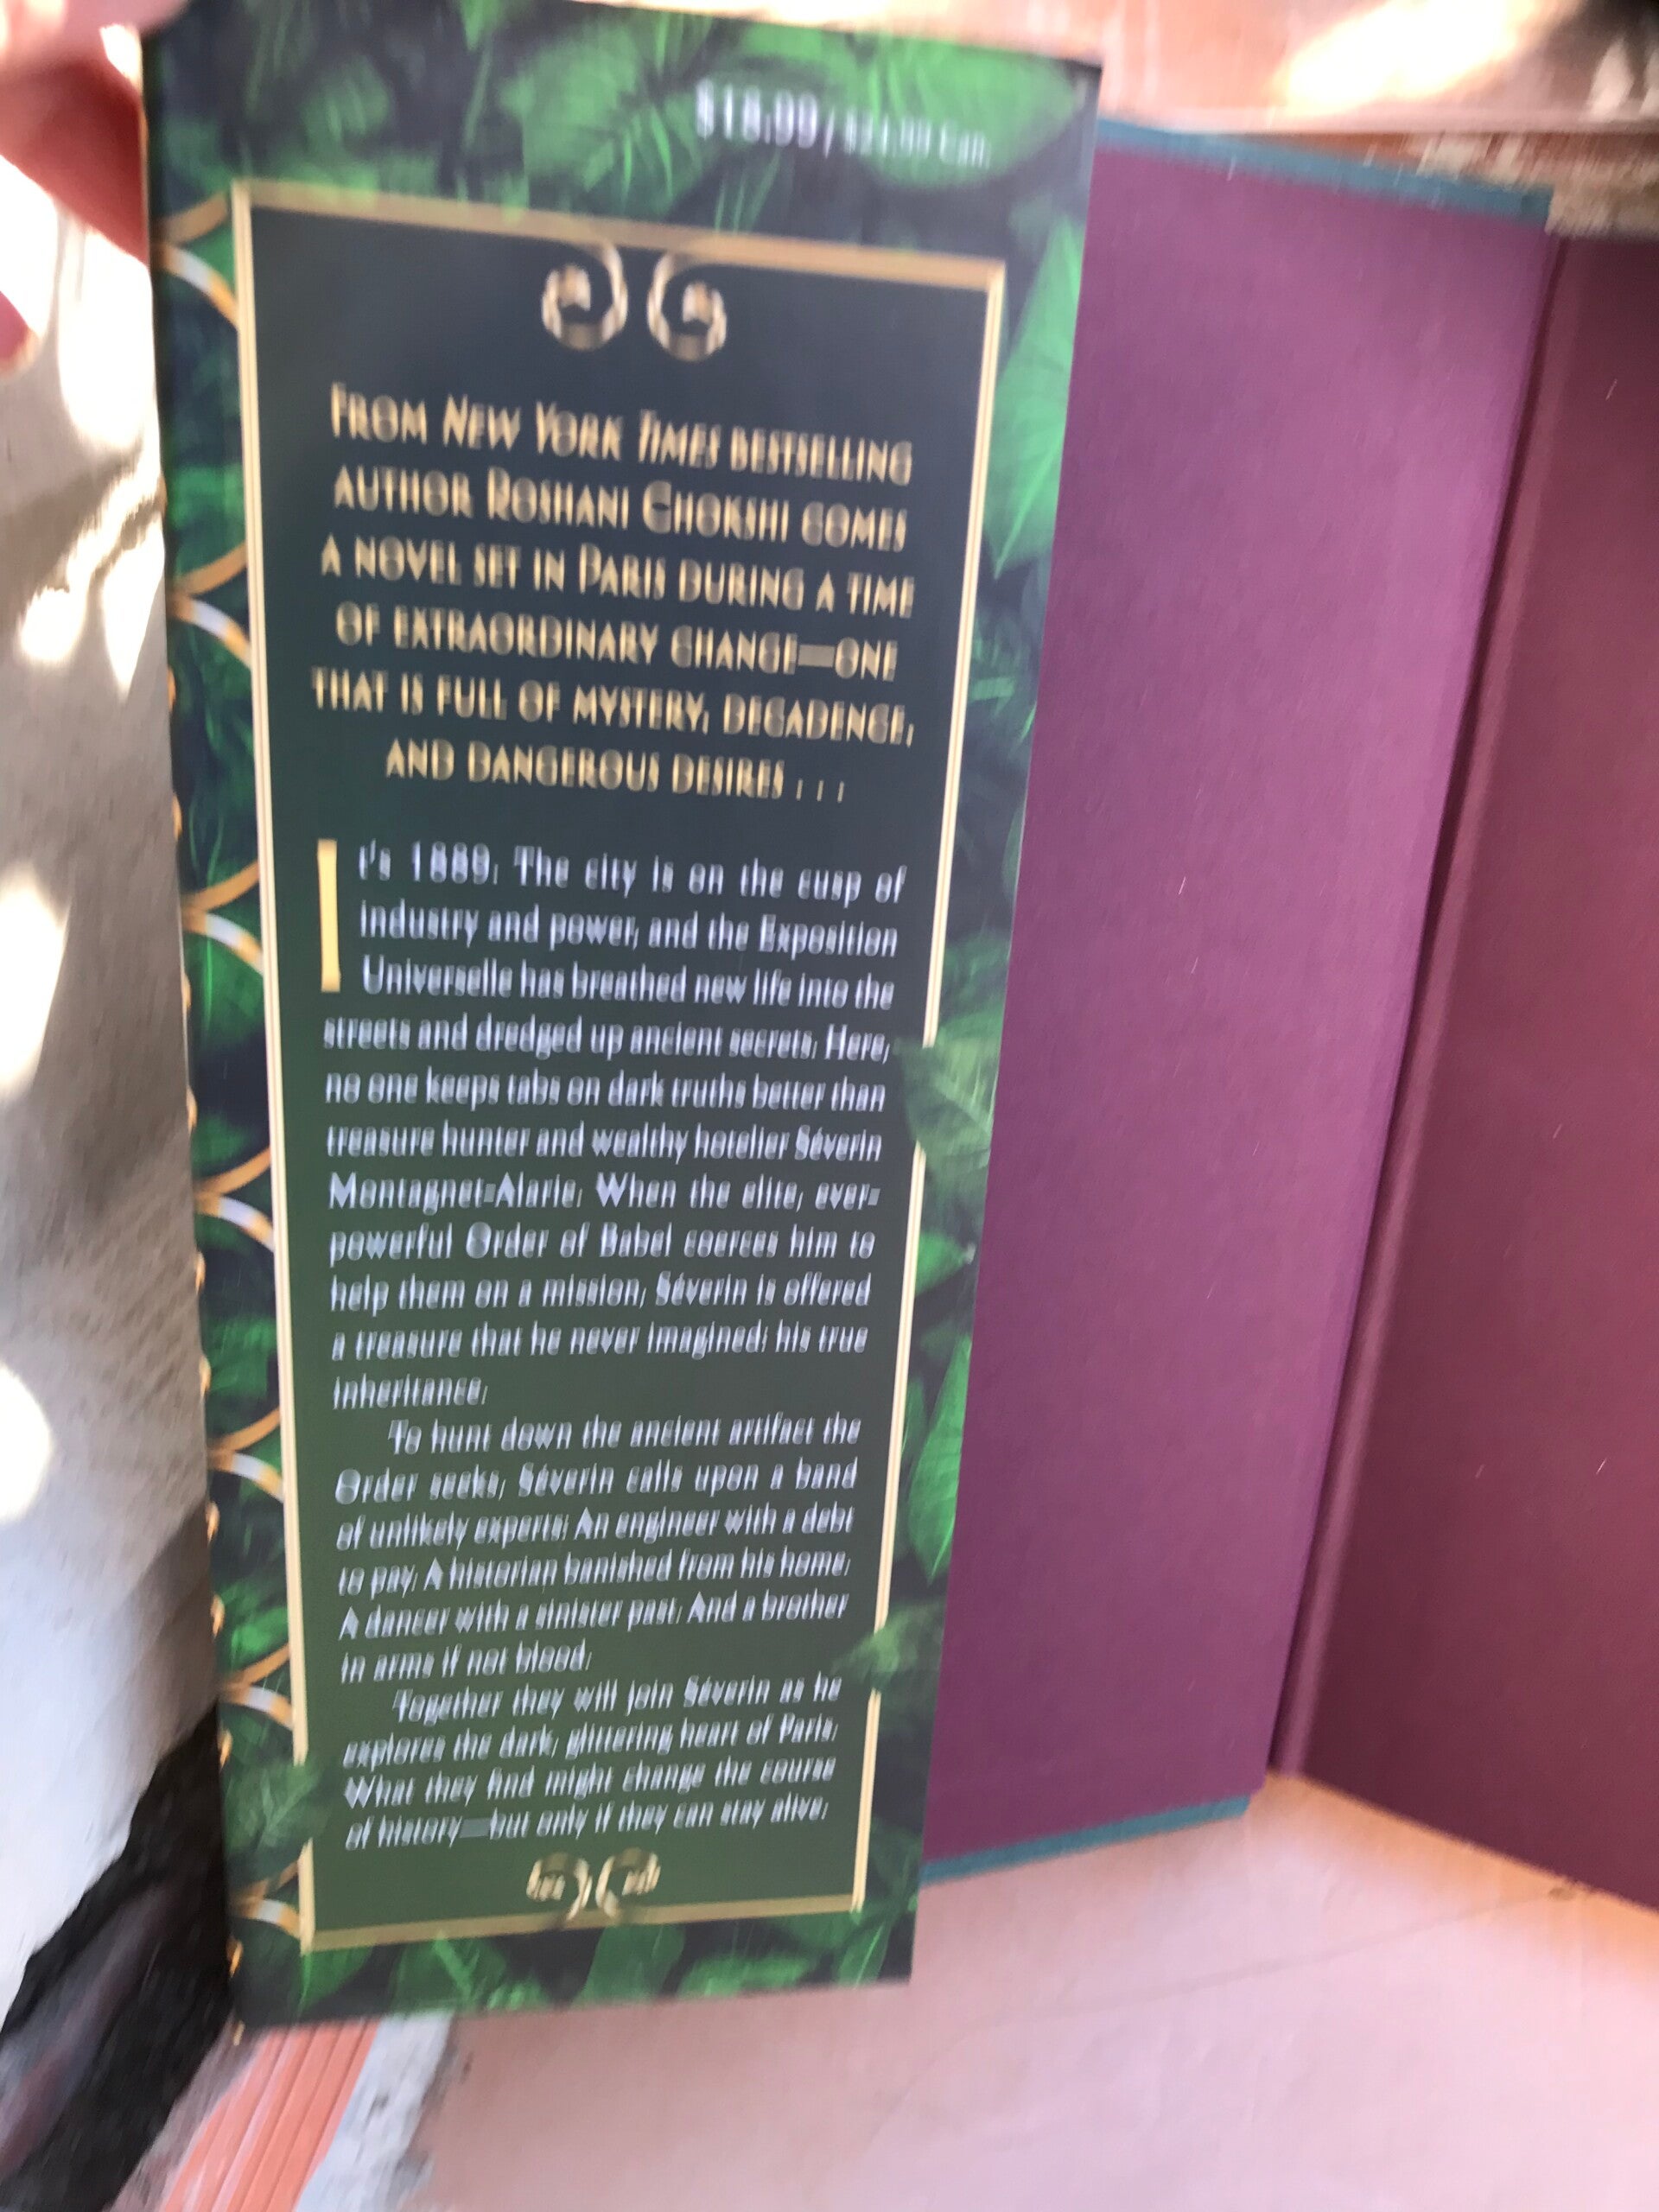 $18.99 / $24.99 Can.
FROM NEW YORK TIMES BESTSELLING
AUTHOR ROSHANI CHOKSHI COMES
A NOVEL SET IN PARIS DURING A TIME
OF EXTRAORDINARY CHANGE—ONE
THAT IS FULL OF MYSTERY, DECADENCE,
AND DANGEROUS DESIRES . . .
It's 1889. The city is on the cusp of
industry and power, and the Exposition
Universelle has breathed new life into the
streets and dredged up ancient secrets. Here,
no one keeps tabs on dark truths better than
treasure hunter and wealthy hotelier Séverin
Montagnet-Alarie. When the elite, ever-
powerful Order of Babel coerces him to
help them on a mission, Séverin is offered
a treasure that he never imagined: his true
inheritance.
To hunt down the ancient artifact the
Order seeks, Séverin calls upon a band
of unlikely experts: An engineer with a debt
to pay. A historian banished from his home.
A dancer with a sinister past. And a brother
in arms if not blood.
Together they will join Séverin as he
explores the dark, glittering heart of Paris.
What they find might change the course
of history—but only if they can stay alive.